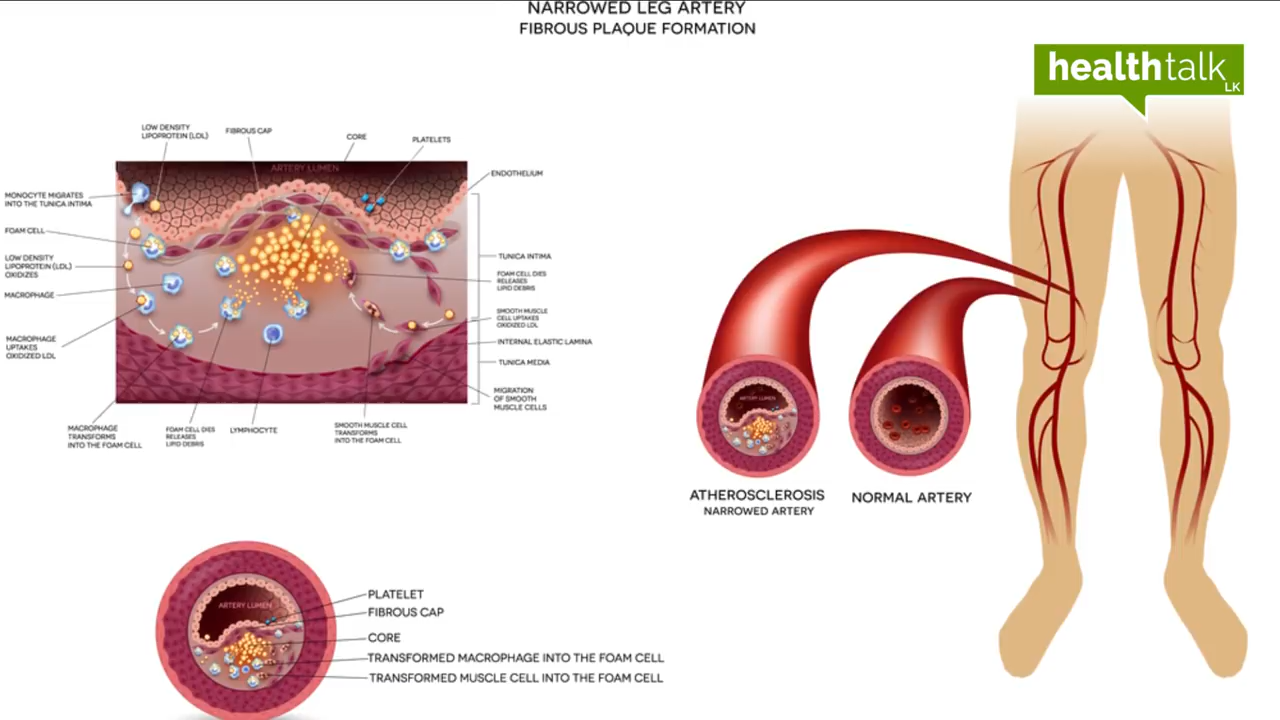 NARROWED LEG ARTERY
FIBROUS PLAQUE FORMATION
healthtalk
LK
LOW DENSITY
LIPOPROTEIN (LDL)
FIBROUS CAP
CORE
PLATELETS
ARTERY LUMEN
ENDOTHELIUM
MONOCYTE MIGRATES
INTO THE TUNICA INTIMA
FOAM CELL
LOW DENSITY
LIPOPROTEIN (LDL)
OXIDIZES
MACROPHAGE
MACROPHAGE
UPTAKES
OXIDIZED LDL
TUNICA INTIMA
FOAM CELL DIES
RELEASES
LIPID DEBRIS
SMOOTH MUSCLE
CELL UPTAKES
OXIDIZED LDL
INTERNAL ELASTIC LAMINA
TUNICA MEDIA
MIGRATION
OF SMOOTH
MUSCLE CELLS
MACROPHAGE
TRANSFORMS
INTO THE FOAM CELL
FOAM CELL DIES
RELEASES
LIPID DEBRIS
LYMPHOCYTE
SMOOTH MUSCLE CELL
TRANSFORMS
INTO THE FOAM CELL
ARTERY LUMEN
ATHEROSCLEROSIS
NARROWED ARTERY
NORMAL ARTERY
ARTERY LUMEN
PLATELET
FIBROUS CAP
CORE
TRANSFORMED MACROPHAGE INTO THE FOAM CELL
TRANSFORMED MUSCLE CELL INTO THE FOAM CELL